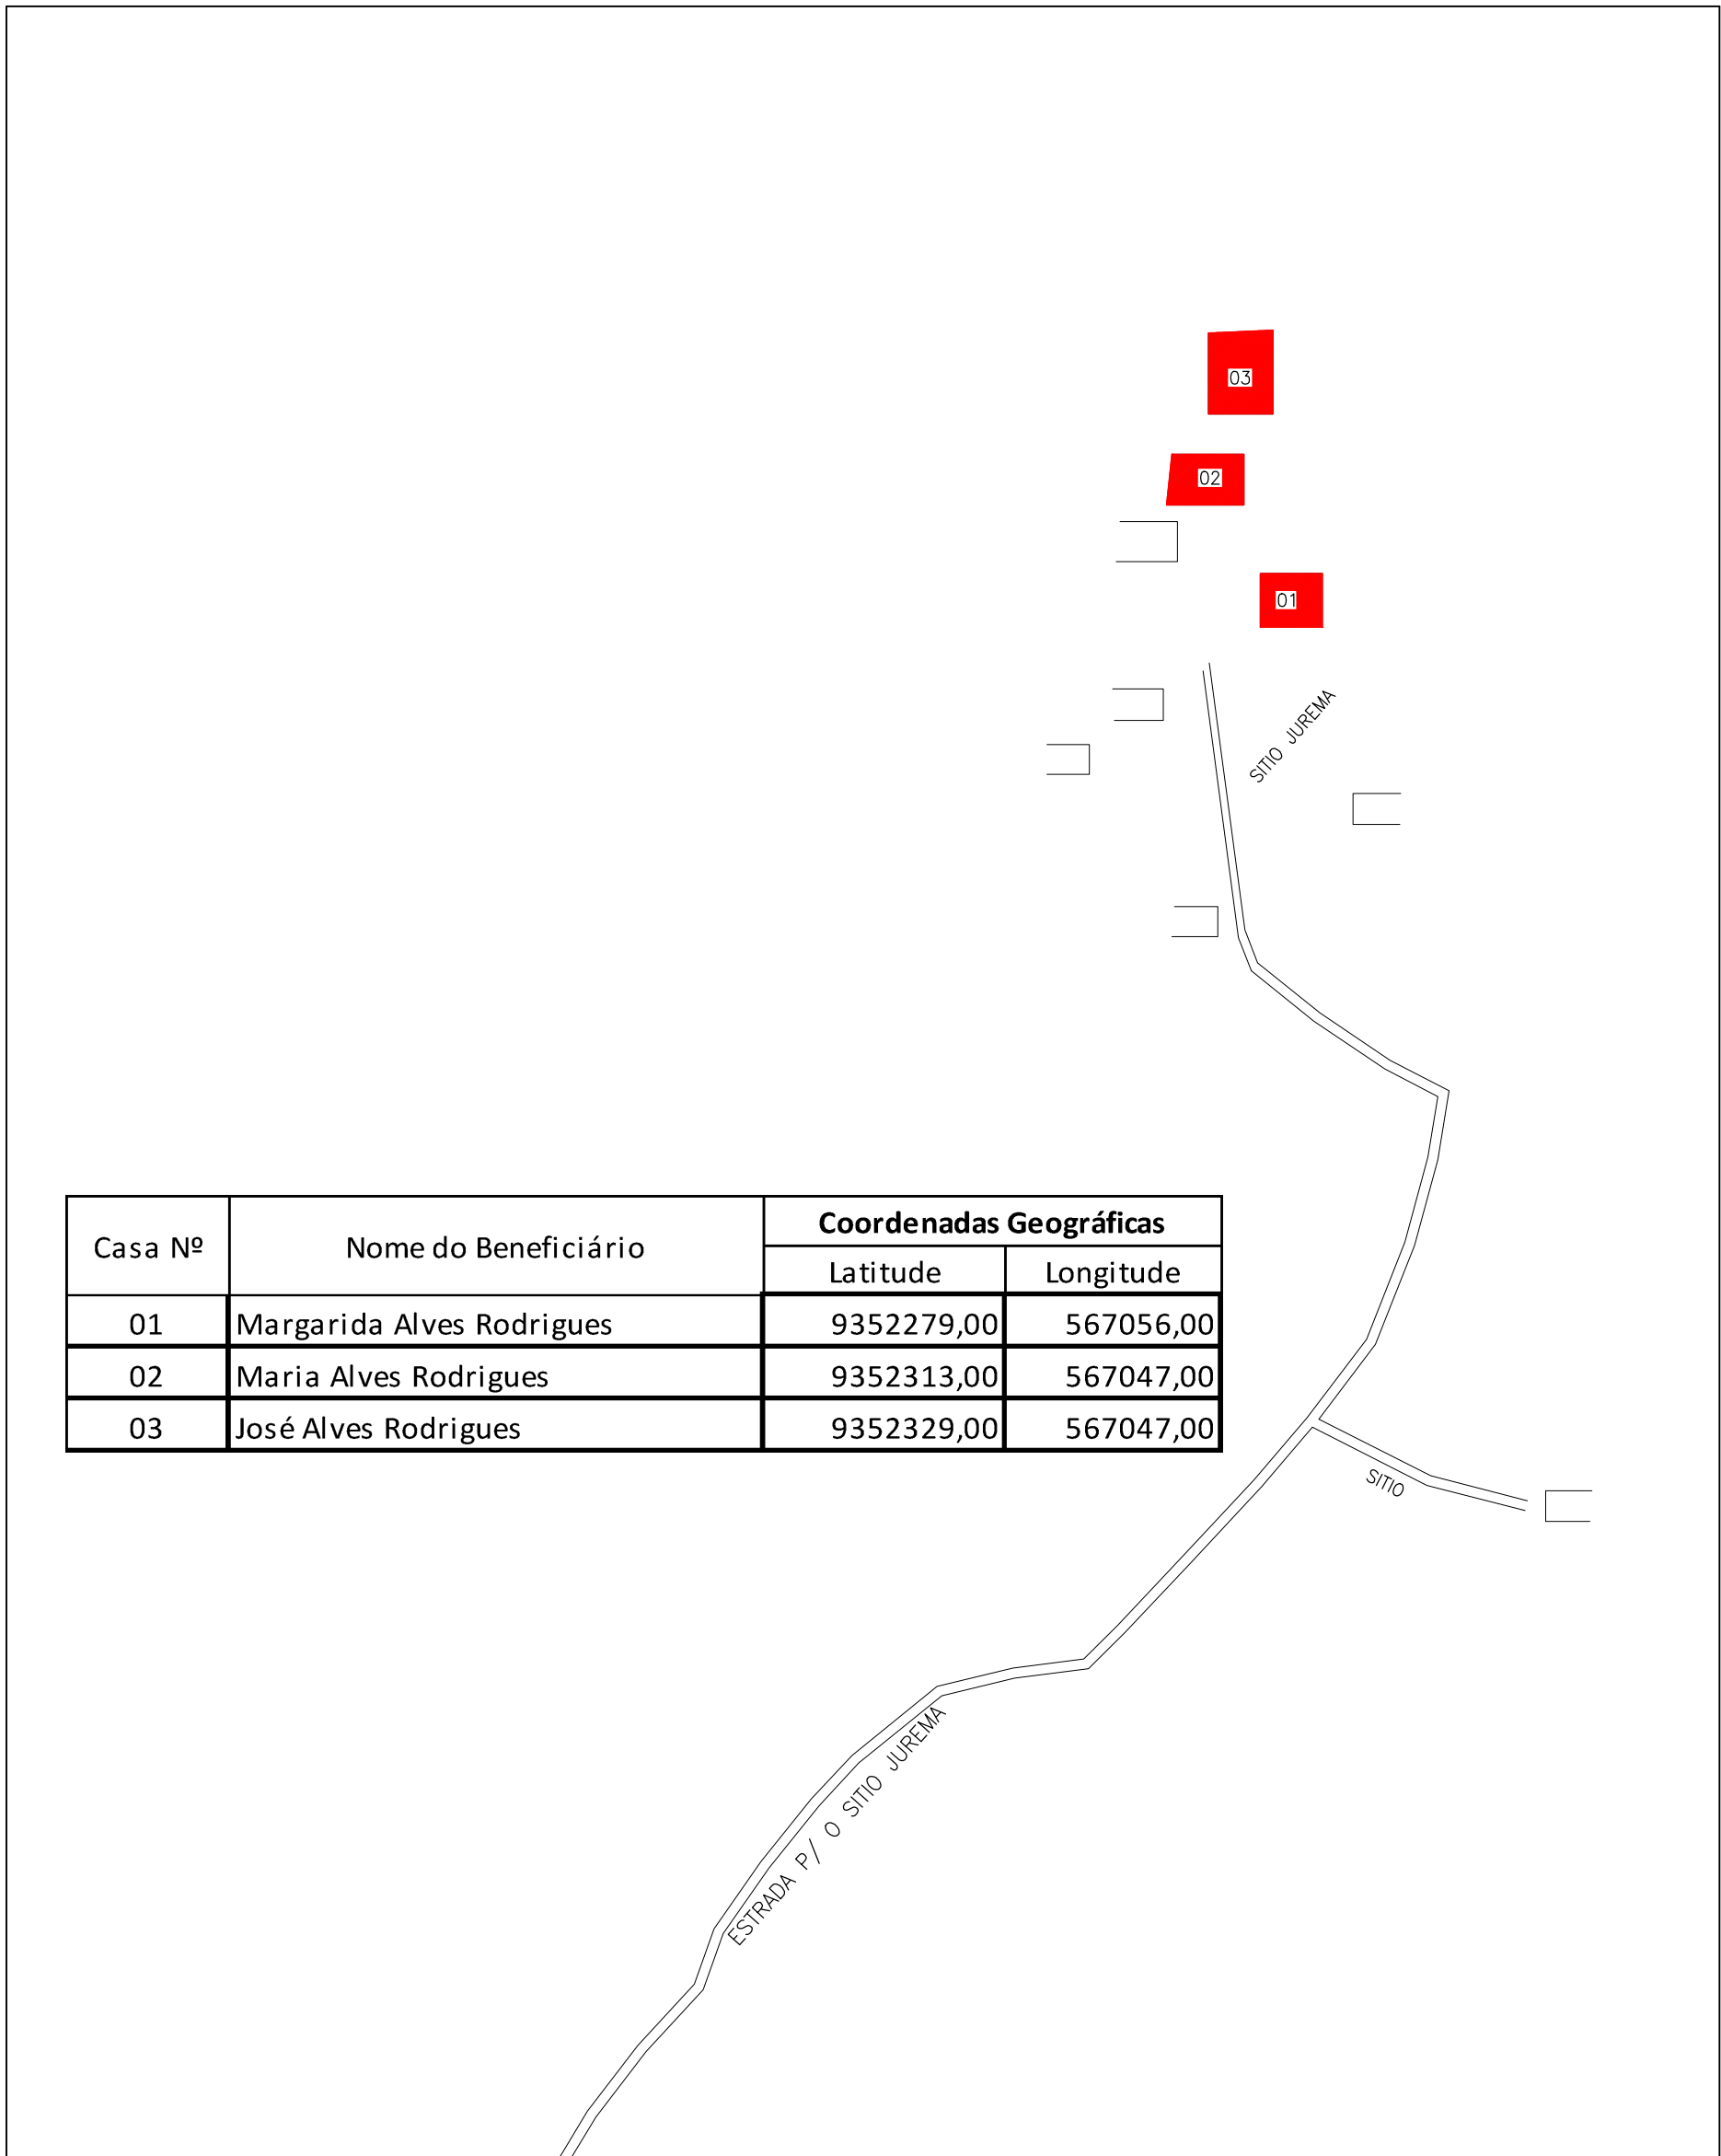 03
02
01
SITIO JUREMA
Coordenadas Geográficas
Casa Nº Nome do Beneficiário
Latitude Longitude
01 Margarida Alves Rodrigues 9352279,00 567056,00
02 Maria Alves Rodrigues 9352313,00 567047,00
03 José Alves Rodrigues 9352329,00 567047,00
SITIO
ESTRADA P/ O SITIO JUREMA